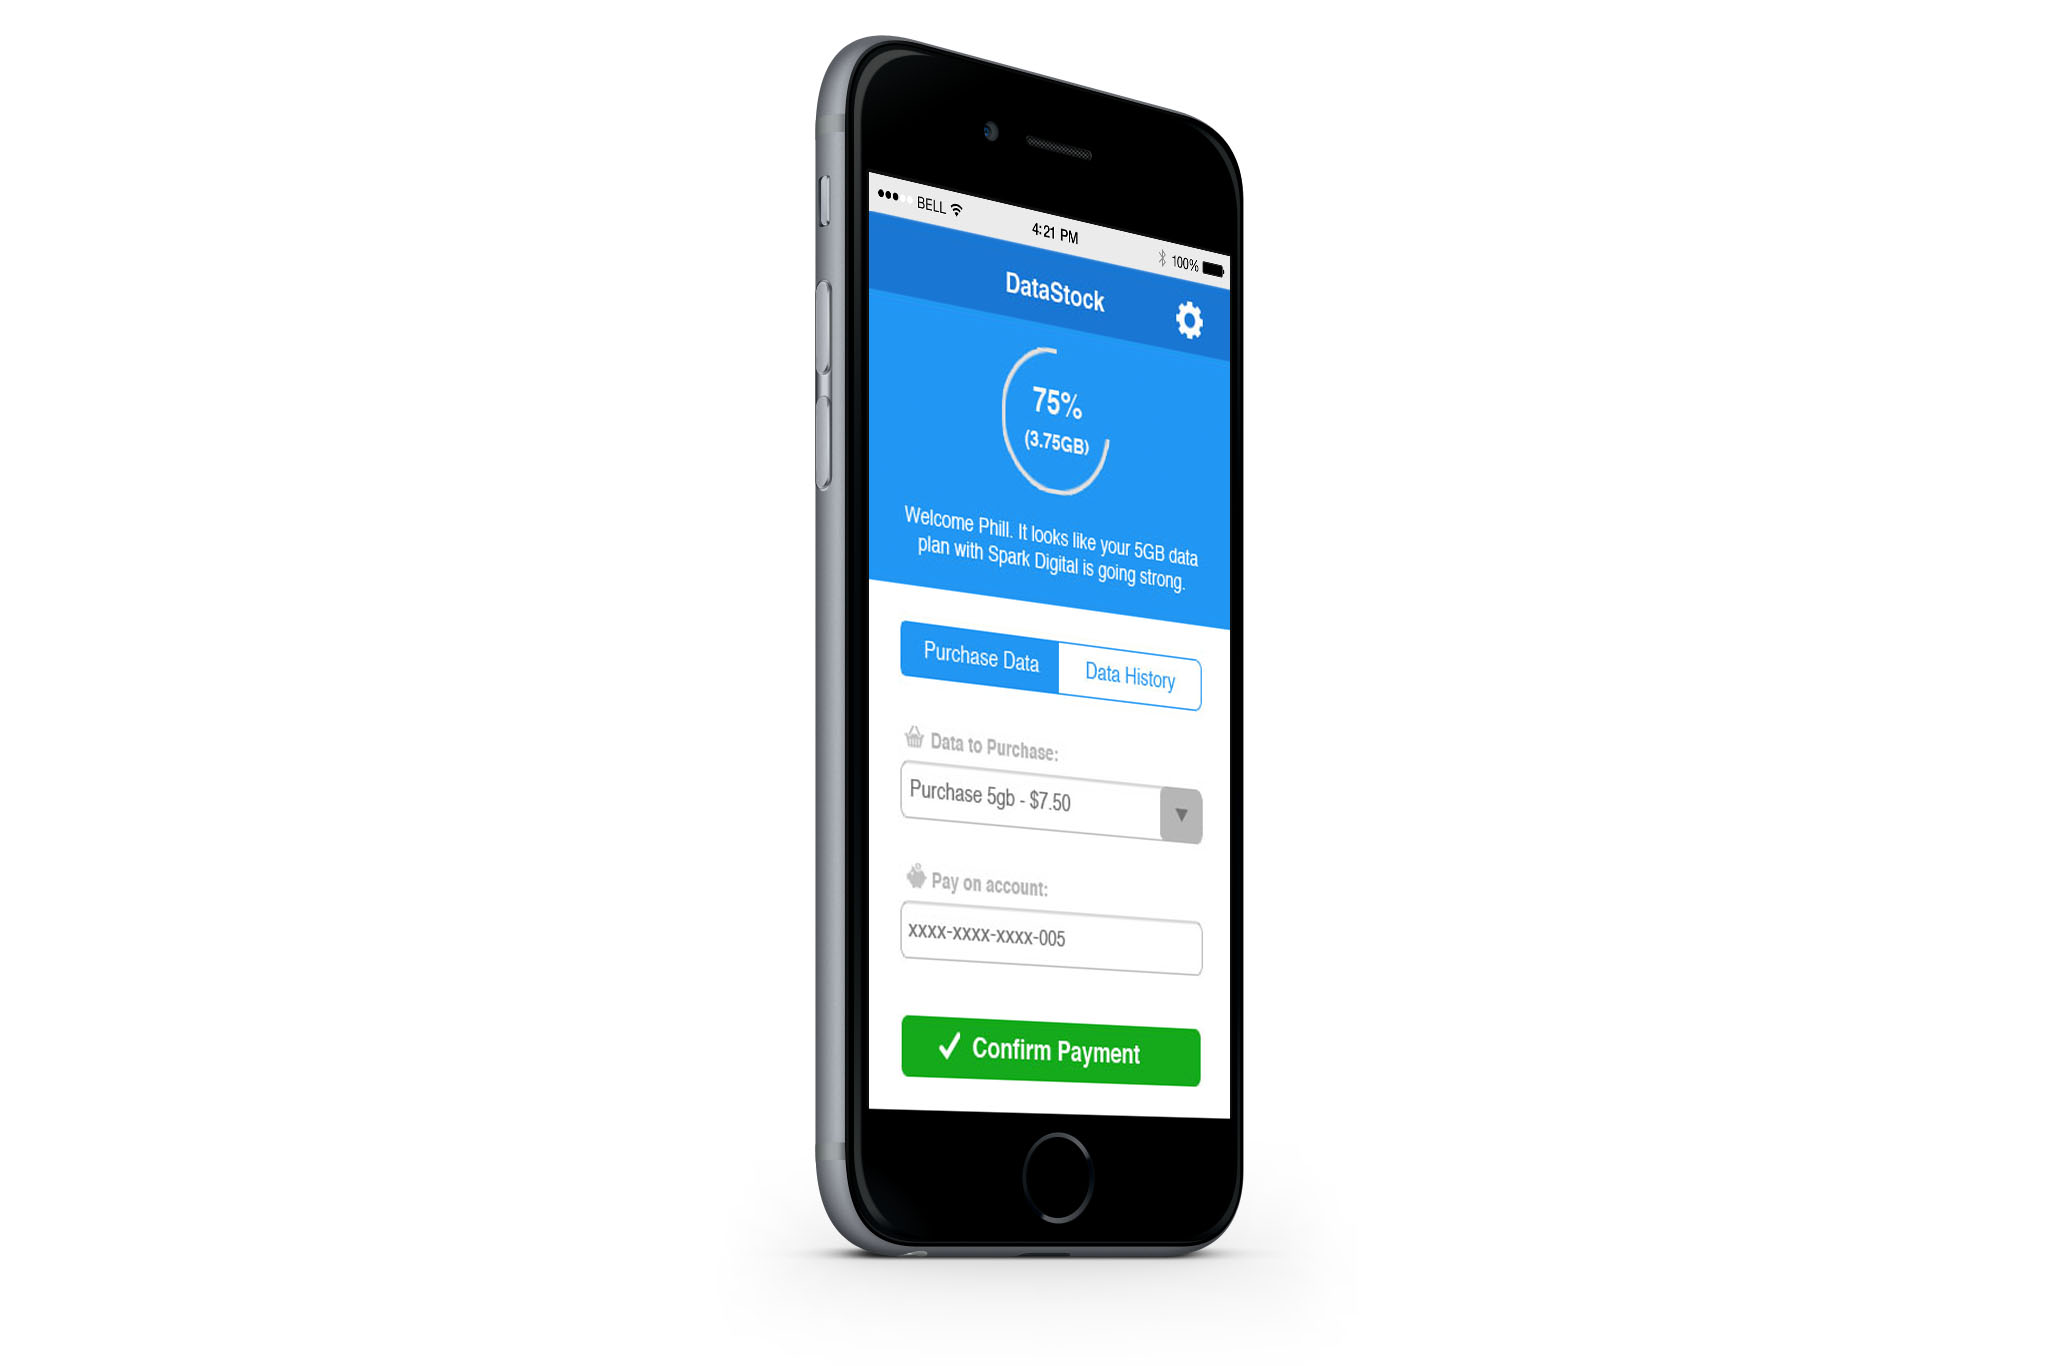 BELL
4:21 PM
100%
DataStock
75%
(3.75GB)
Welcome Phill. It looks like your 5GB data
plan with Spark Digital is going strong.
Purchase Data
Data History
Data to Purchase:
Purchase 5gb - $7.50
Pay on account:
xxxx-xxxx-xxxx-005
Confirm Payment